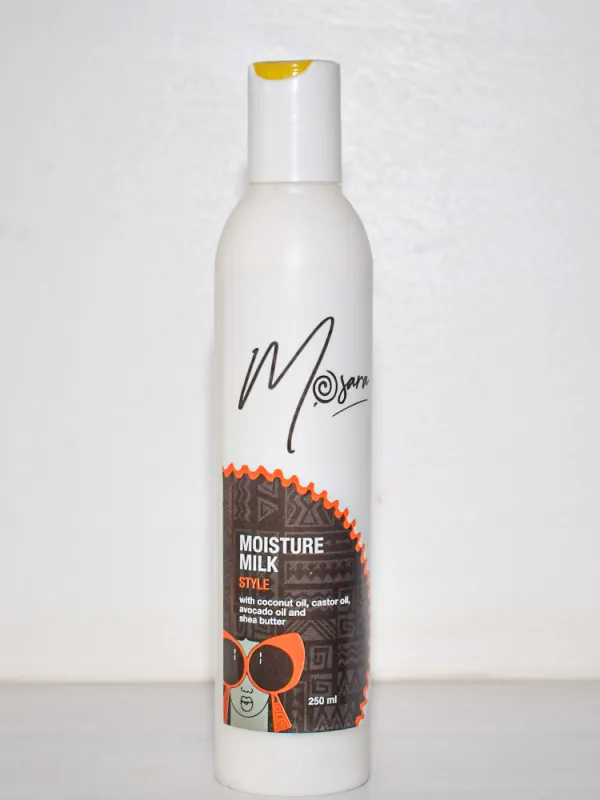 Mosara
MOISTURE
MILK
STYLE
with coconut oil, castor oil,
avocado oil and
shea butter
250 ml